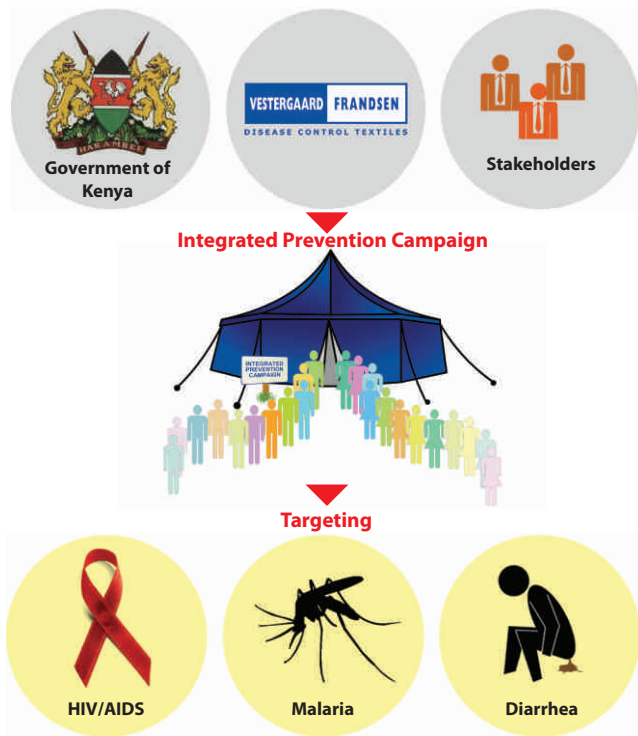 HARAMBEE
Government of
Kenya
VESTERGAARD FRANDSEN
DISEASE CONTROL TEXTILES
Stakeholders
Integrated Prevention Campaign
INTEGRATED
PREVENTION
CAMPAIGN
Targeting
HIV/AIDS
Malaria
Diarrhea